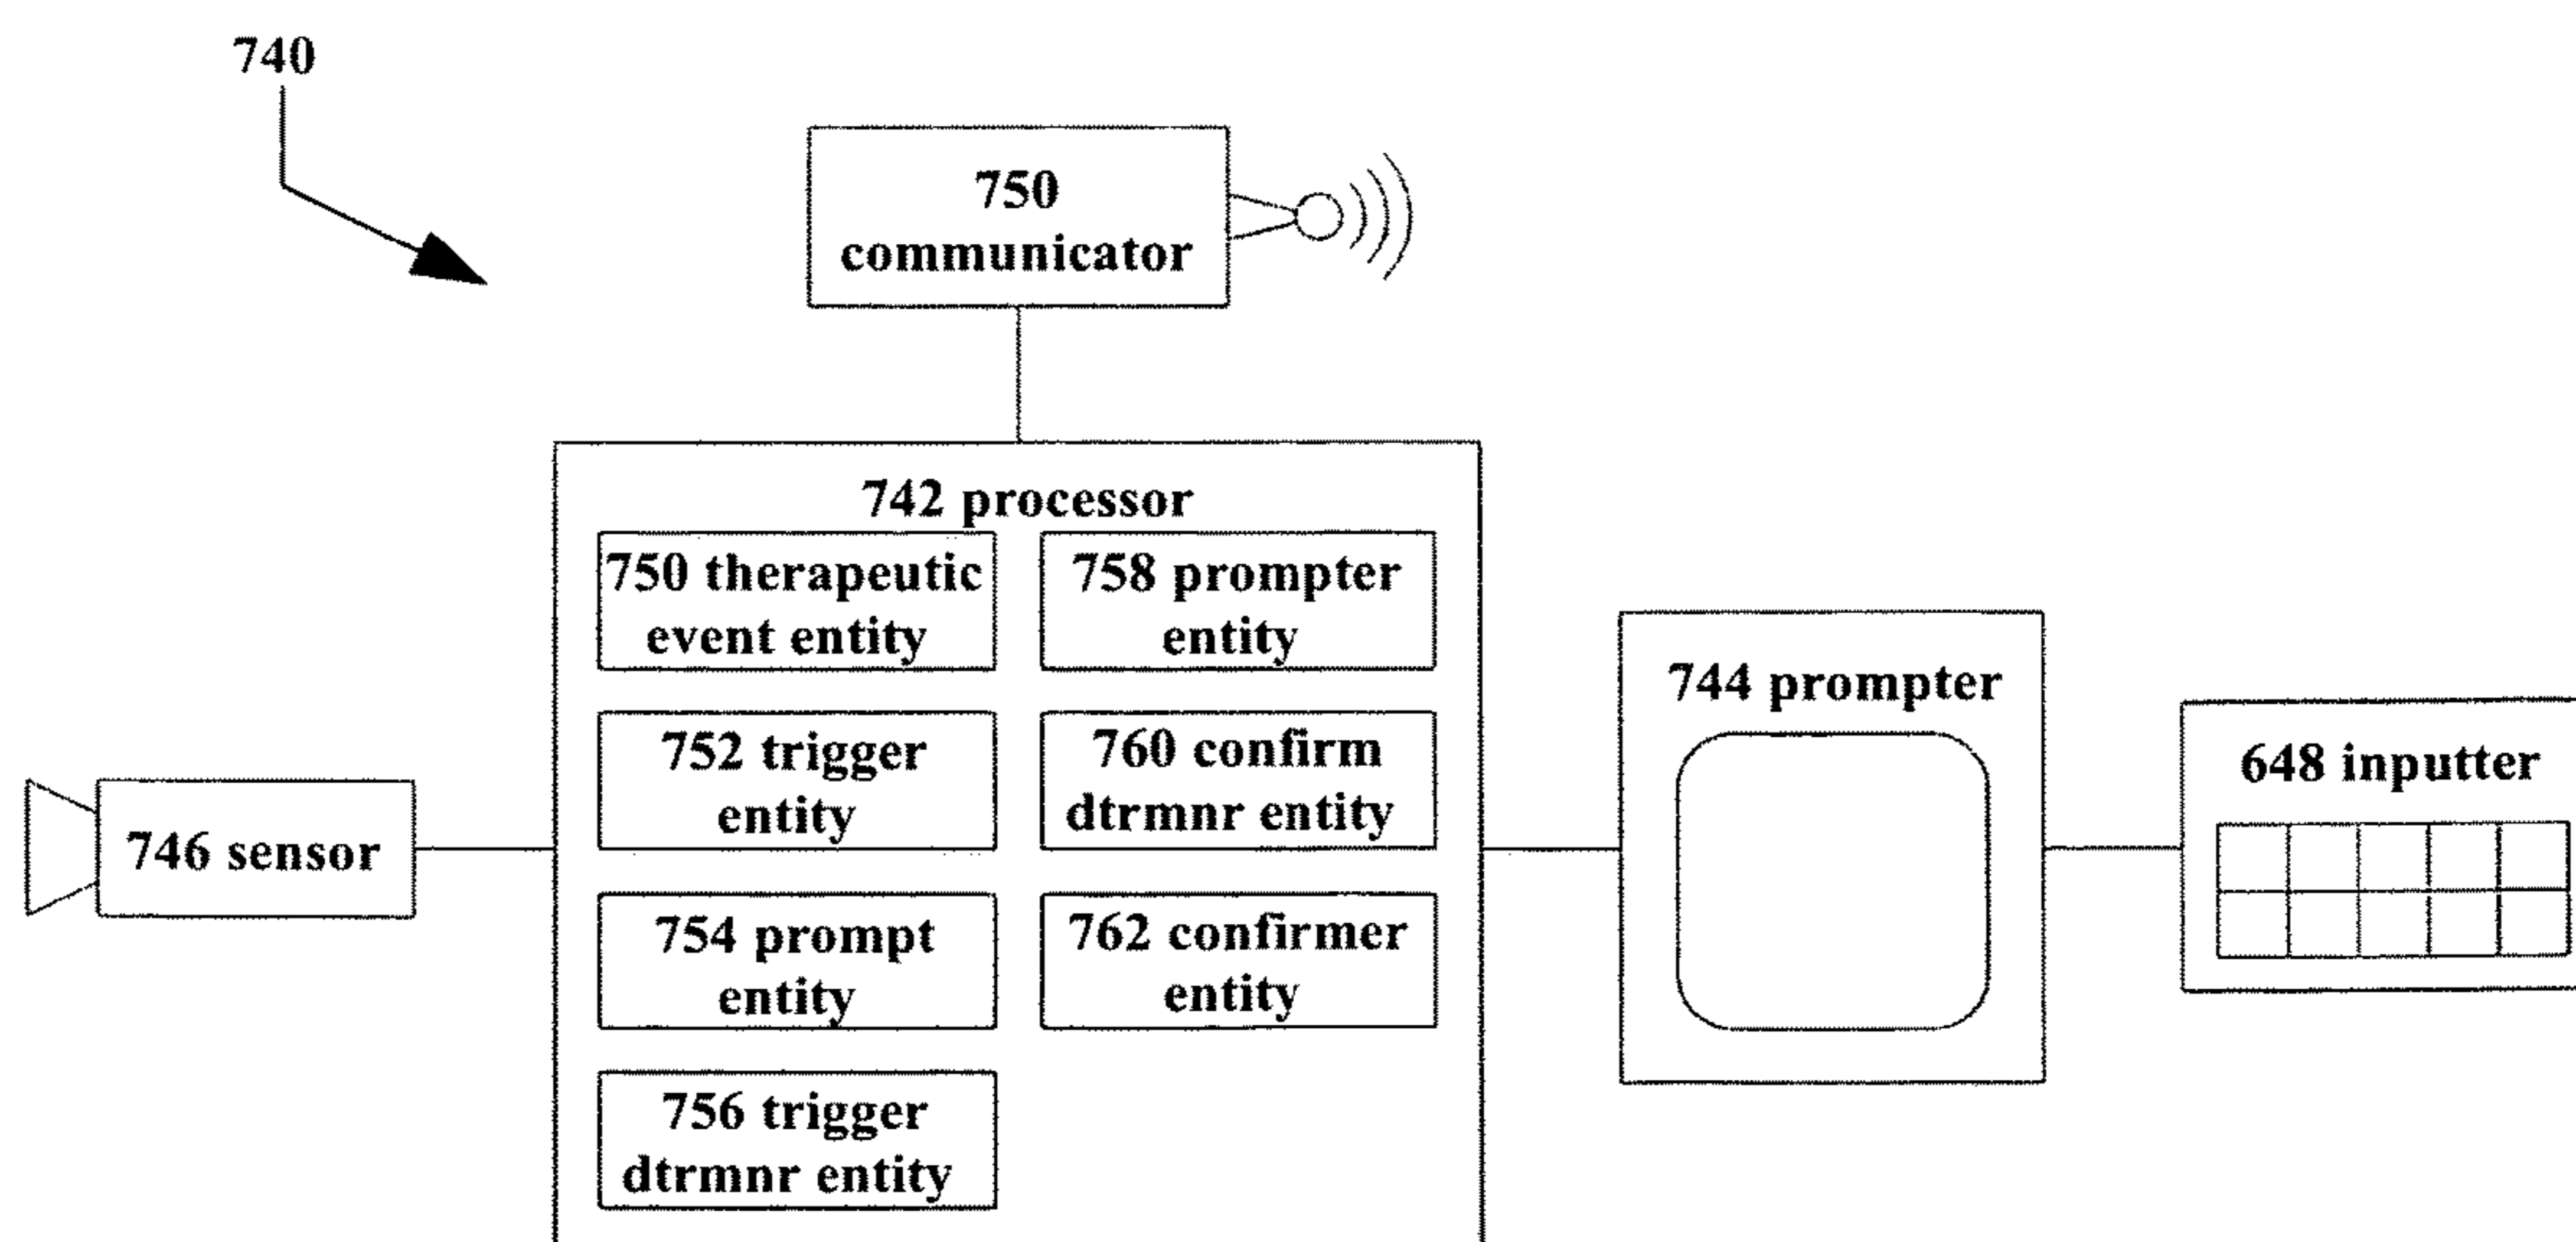 740
750
communicator
742 processor
750 therapeutic
event entity
758 prompter
entity
752 trigger
entity
760 confirm
dtrmnr entity
754 prompt
entity
762 confirmer
entity
756 trigger
dtrmnr entity
746 sensor
744 prompter
648 inputter